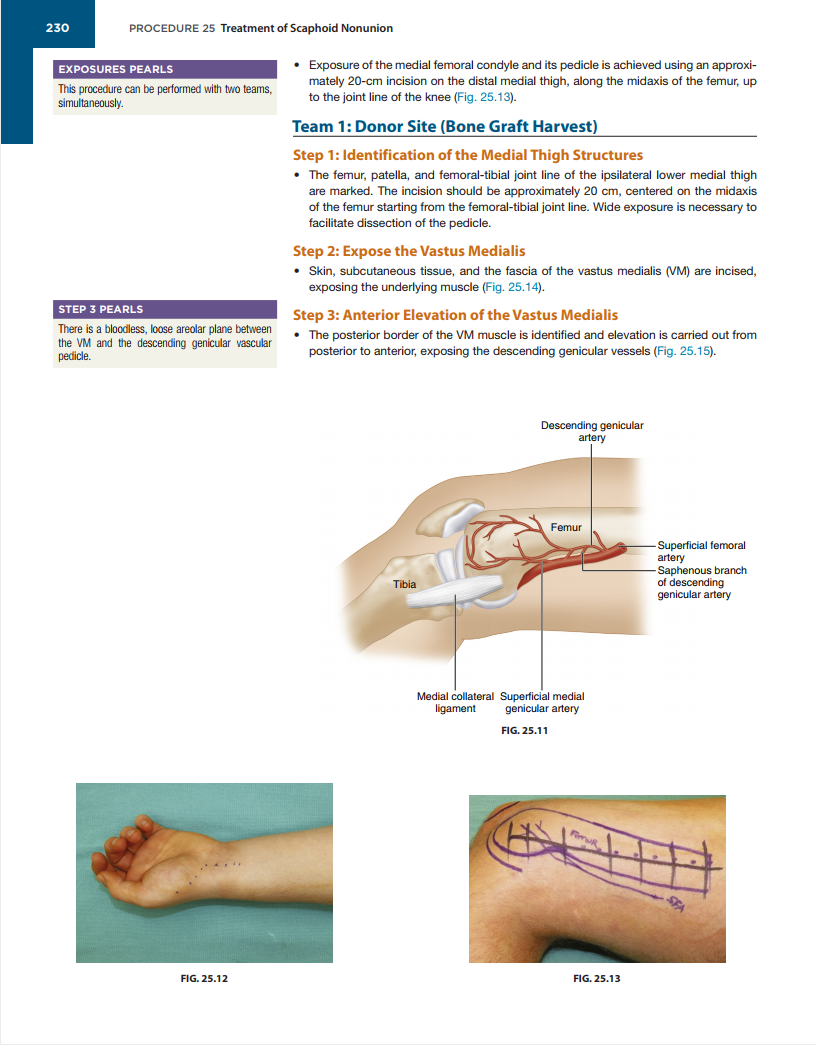 230
PROCEDURE 25 Treatment of Scaphoid Nonunion
EXPOSURES PEARLS
This procedure can be performed with two teams,
simultaneously.
• Exposure of the medial femoral condyle and its pedicle is achieved using an approxi-
mately 20-cm incision on the distal medial thigh, along the midaxis of the femur, up
to the joint line of the knee (Fig. 25.13).
Team 1: Donor Site (Bone Graft Harvest)
Step 1: Identification of the Medial Thigh Structures
• The femur, patella, and femoral-tibial joint line of the ipsilateral lower medial thigh
are marked. The incision should be approximately 20 cm, centered on the midaxis
of the femur starting from the femoral-tibial joint line. Wide exposure is necessary to
facilitate dissection of the pedicle.
Step 2: Expose the Vastus Medialis
• Skin, subcutaneous tissue, and the fascia of the vastus medialis (VM) are incised,
exposing the underlying muscle (Fig. 25.14).
STEP 3 PEARLS
There is a bloodless, loose areolar plane between
the VM and the descending genicular vascular
pedicle.
Step 3: Anterior Elevation of the Vastus Medialis
• The posterior border of the VM muscle is identified and elevation is carried out from
posterior to anterior, exposing the descending genicular vessels (Fig. 25.15).
Descending genicular
artery
Femur
Superficial femoral
artery
Saphenous branch
of descending
genicular artery
Tibia
Medial collateral
ligament
Superficial medial
genicular artery
FIG. 25.11
FEMUR
SFA
FIG. 25.12
FIG. 25.13